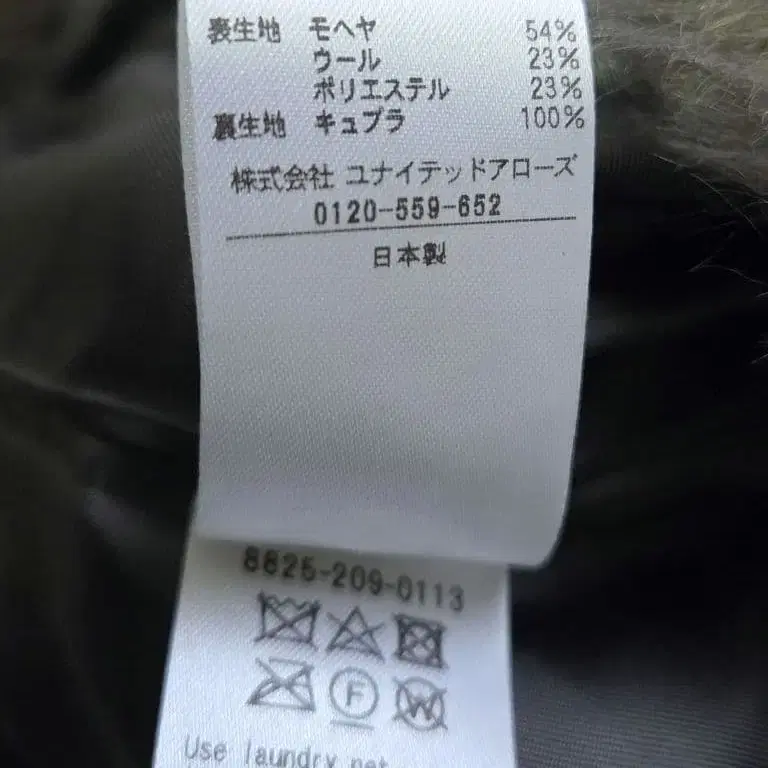 表生地 モヘヤ 54%
ウール 23%
ポリエステル 23%
裏生地 キュプラ 100%
株式会社 ユナイテッドアローズ
0120-559-652
日本製
8825-209-0113
F
W
Use laundry net